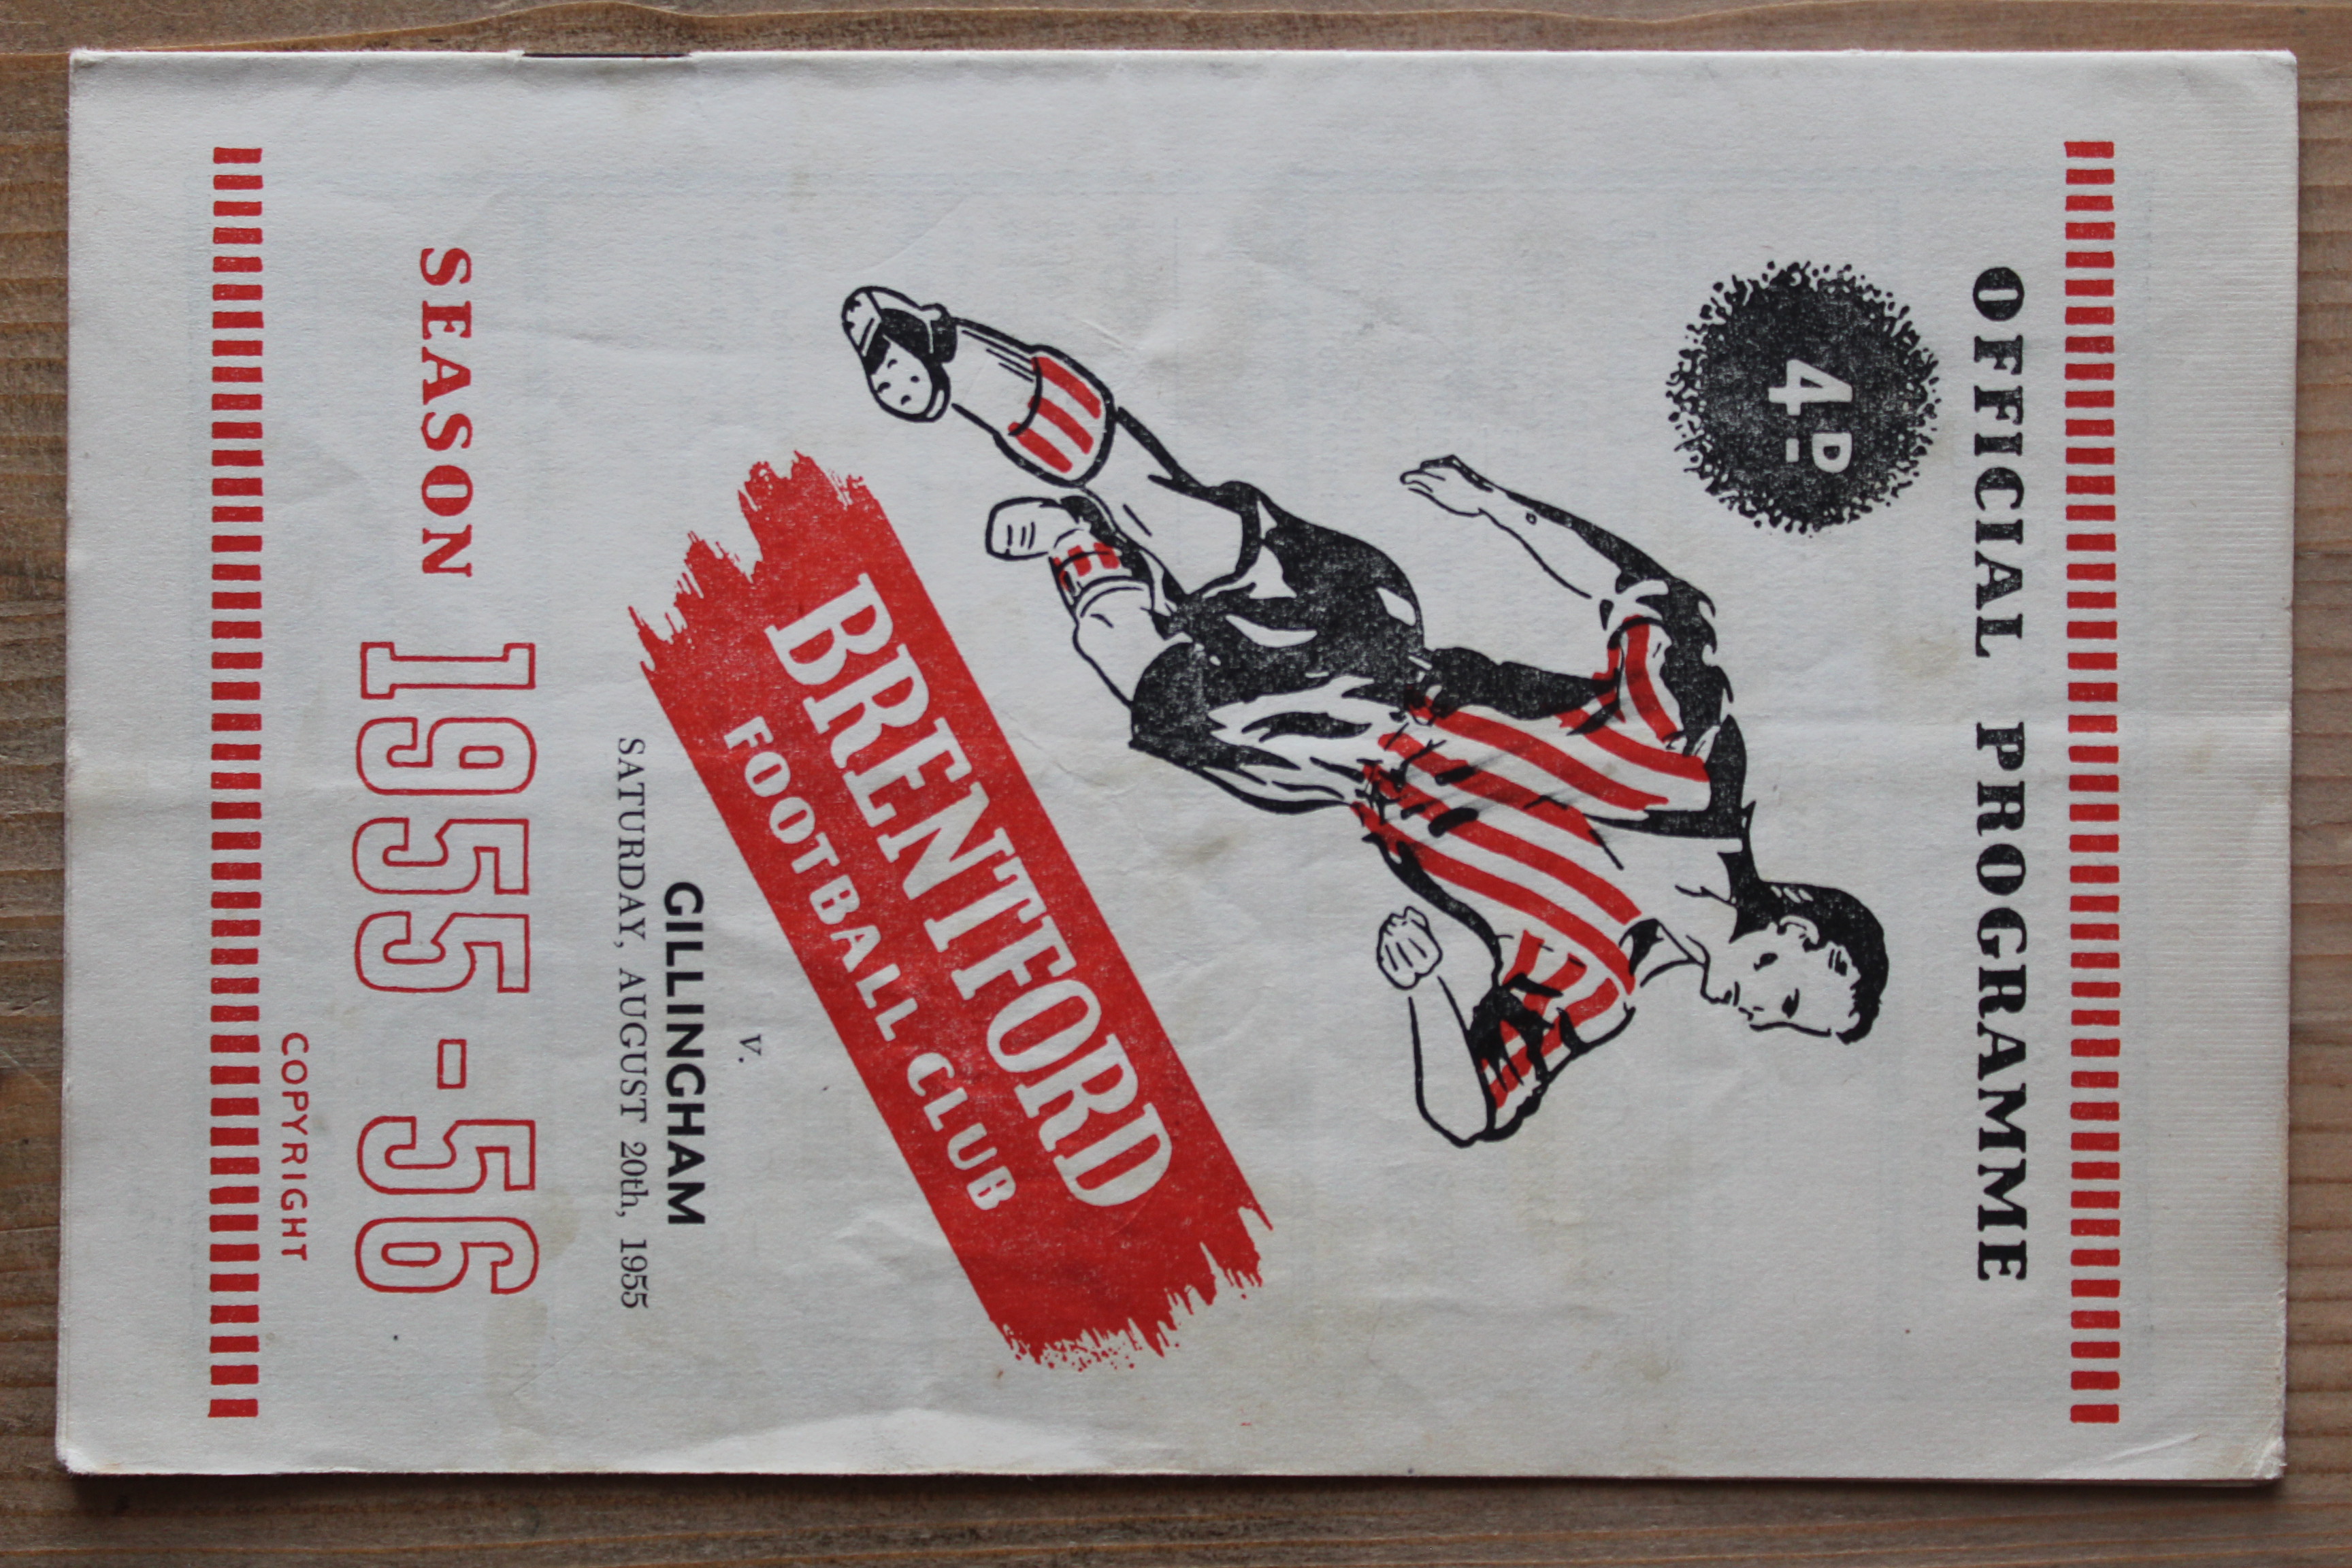 OFFICIAL PROGRAMME
4D
BRENTFORD
FOOTBALL CLUB
v.
GILLINGHAM
SATURDAY, AUGUST 20th, 1955
SEASON 1955-56
COPYRIGHT